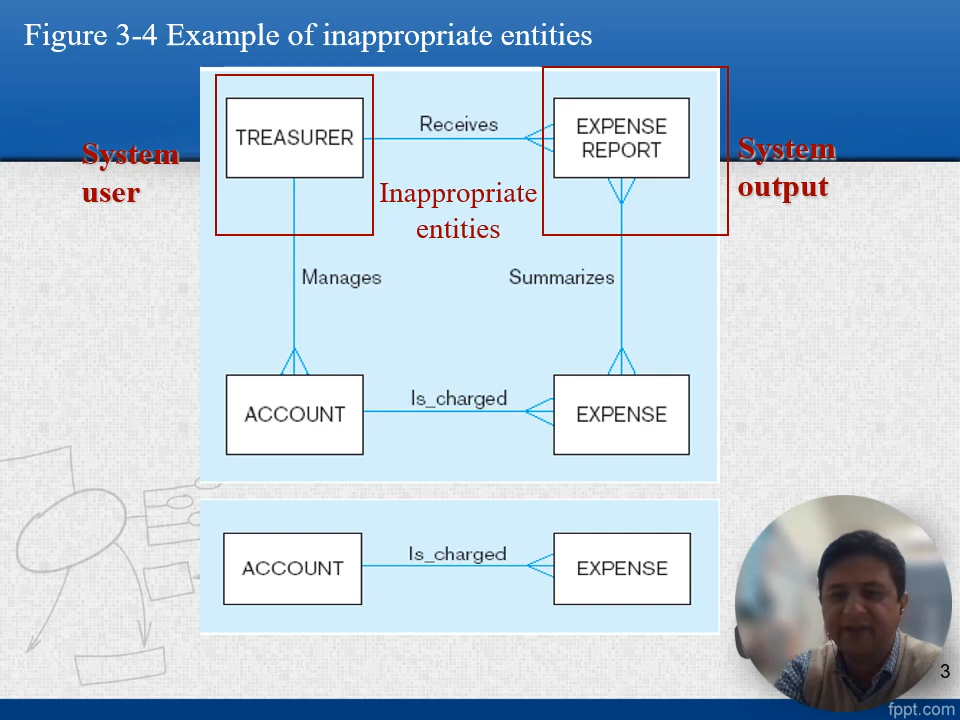 Figure 3-4 Example of inappropriate entities
TREASURER
Receives
EXPENSE
REPORT
System
user
System
output
Inappropriate
entities
Manages
Summarizes
ACCOUNT
Is_charged
EXPENSE
ACCOUNT
Is_charged
EXPENSE
3
fppt.com